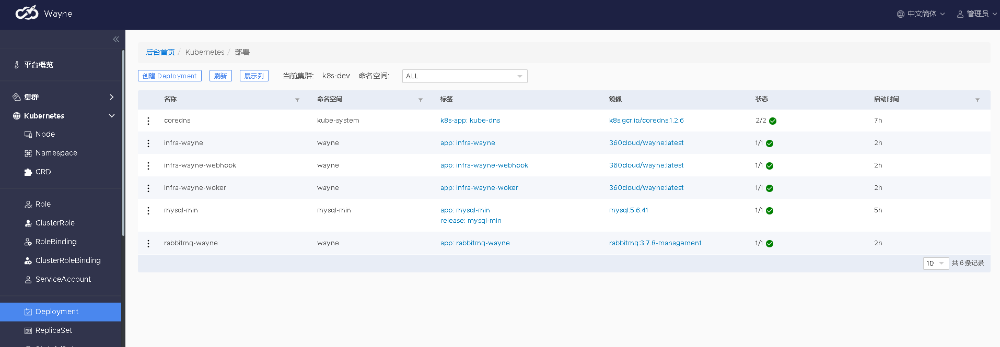 Wayne
中文简体
管理员
平台概览
集群
Kubernetes
Node
Namespace
CRD
Role
ClusterRole
RoleBinding
ClusterRoleBinding
ServiceAccount
Deployment
ReplicaSet
后台首页 / Kubernetes / 部署
创建 Deployment 刷新 展示列 当前集群: k8s-dev 命名空间: ALL
名称 命名空间 标签 镜像 状态 启动时间
coredns kube-system k8s-app: kube-dns k8s.gcr.io/coredns:1.2.6 2/2 7h
infra-wayne wayne app: infra-wayne 360cloud/wayne:latest 1/1 2h
infra-wayne-webhook wayne app: infra-wayne-webhook 360cloud/wayne:latest 1/1 2h
infra-wayne-woker wayne app: infra-wayne-woker 360cloud/wayne:latest 1/1 2h
mysql-min mysql-min app: mysql-min mysql:5.6.41 1/1 5h
release: mysql-min
rabbitmq-wayne wayne app: rabbitmq-wayne rabbitmq:3.7.8-management 1/1 2h
10 共 6 条记录